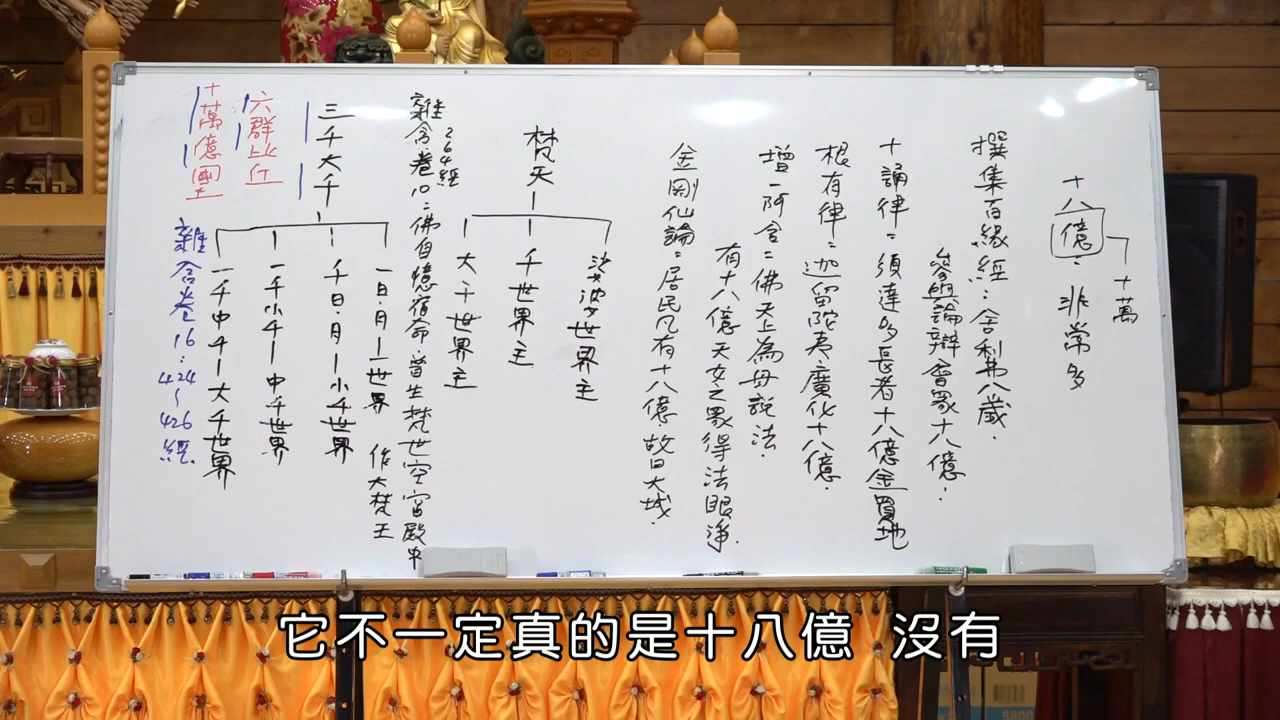 十八億：非常多
十萬
撰集百緣經：舍利弗八歲，
參與論辯會眾十八億．
十誦律：須達多長者十八億金買地
根有律：迦留陀夷廣化十八億．
增一阿含：佛天上為母說法．
有十八億天女之眾得法眼淨．
金剛仙論：居民凡有十八億故曰大城．
梵天
娑婆世界主
千世界主
大千世界主
雜含卷10：佛自憶宿命，曾生梵世空宮殿中
264經
作大梵王
三千大千
一日．月－世界
千日．月－小千世界
一千小千－中千世界
一千中千－大千世界
六群比丘
十萬億國土
雜含卷16：424~426經
它不一定真的是十八億 沒有